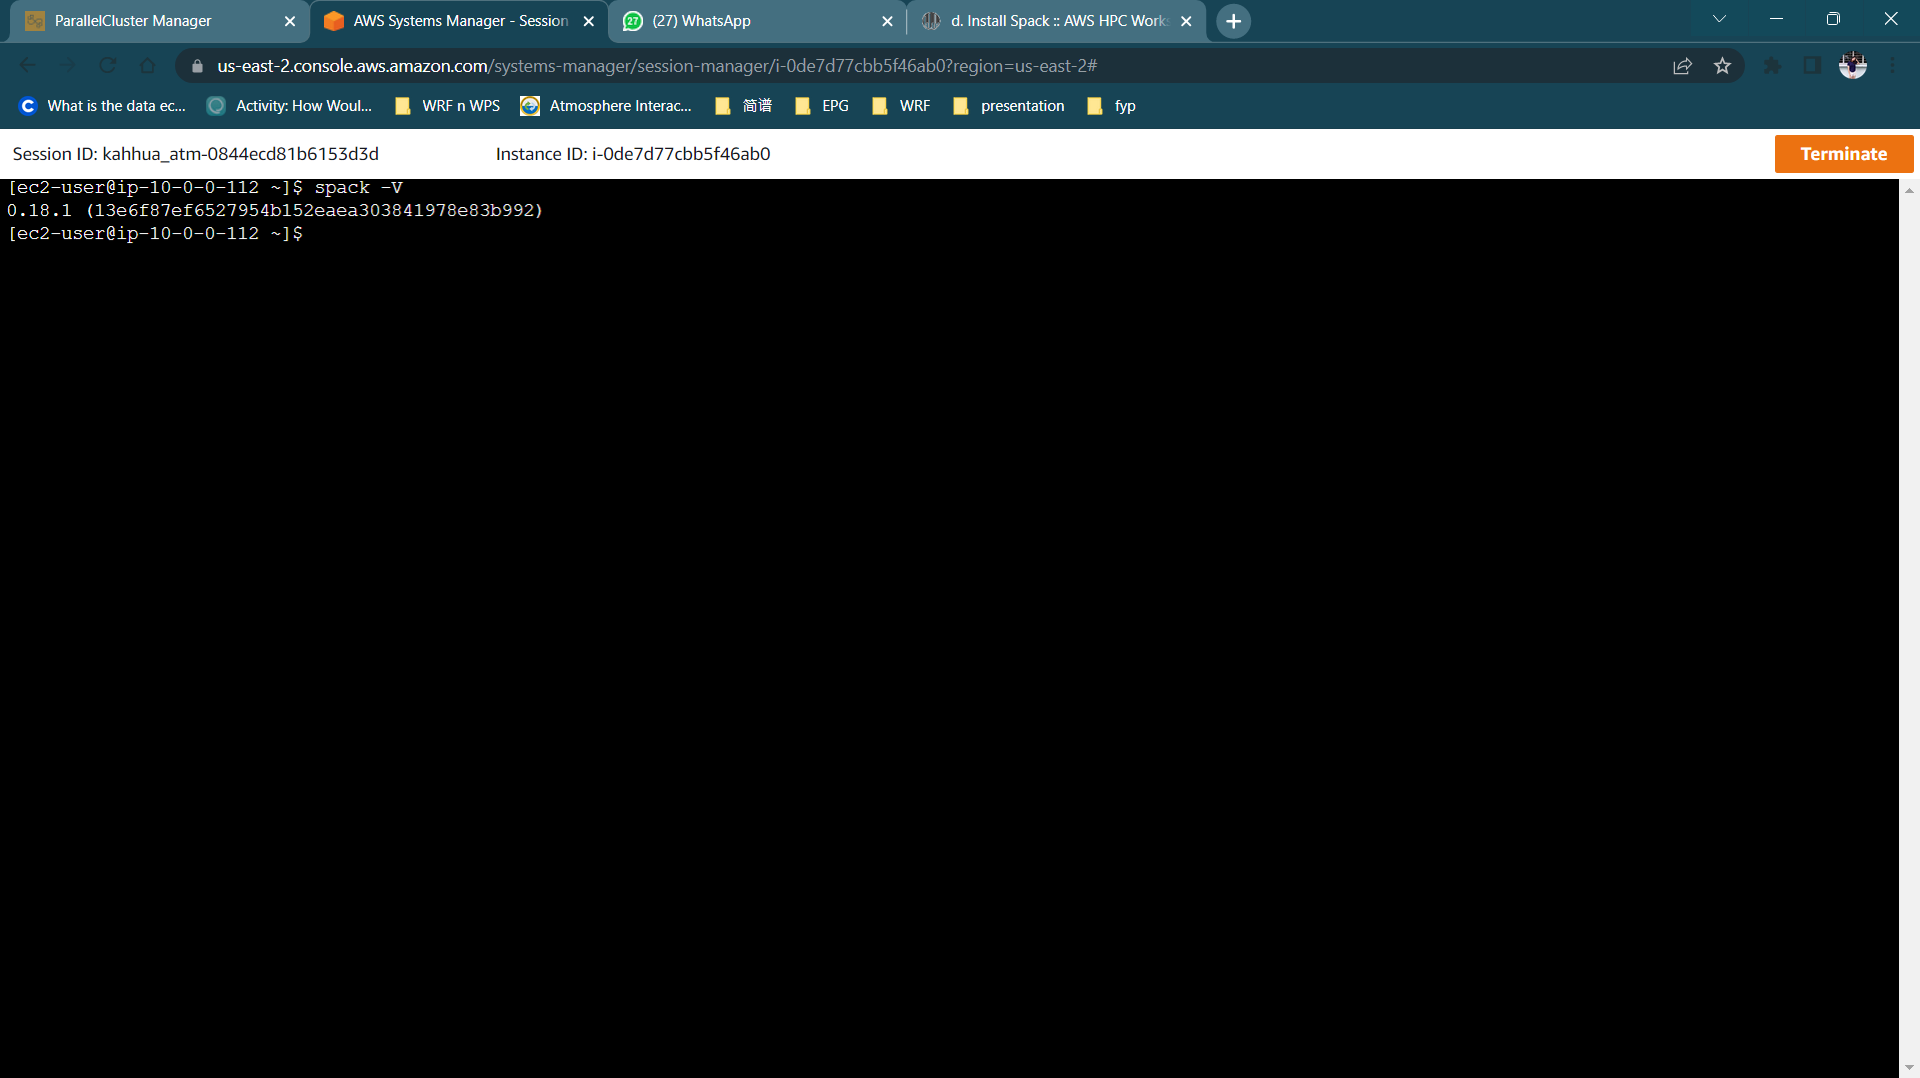 ParallelCluster Manager
AWS Systems Manager - Session
27
(27) WhatsApp
d. Install Spack :: AWS HPC Works
us-east-2.console.aws.amazon.com/systems-manager/session-manager/i-0de7d77cbb5f46ab0?region=us-east-2#
C What is the data ec...
Activity: How Woul...
WRF n WPS
Atmosphere Interac...
简谱
EPG
WRF
presentation
fyp
Session ID: kahhua_atm-0844ecd81b6153d3d
Instance ID: i-0de7d77cbb5f46ab0
Terminate
[ec2-user@ip-10-0-0-112 ~]$ spack -V
0.18.1 (13e6f87ef6527954b152eaea303841978e83b992)
[ec2-user@ip-10-0-0-112 ~]$